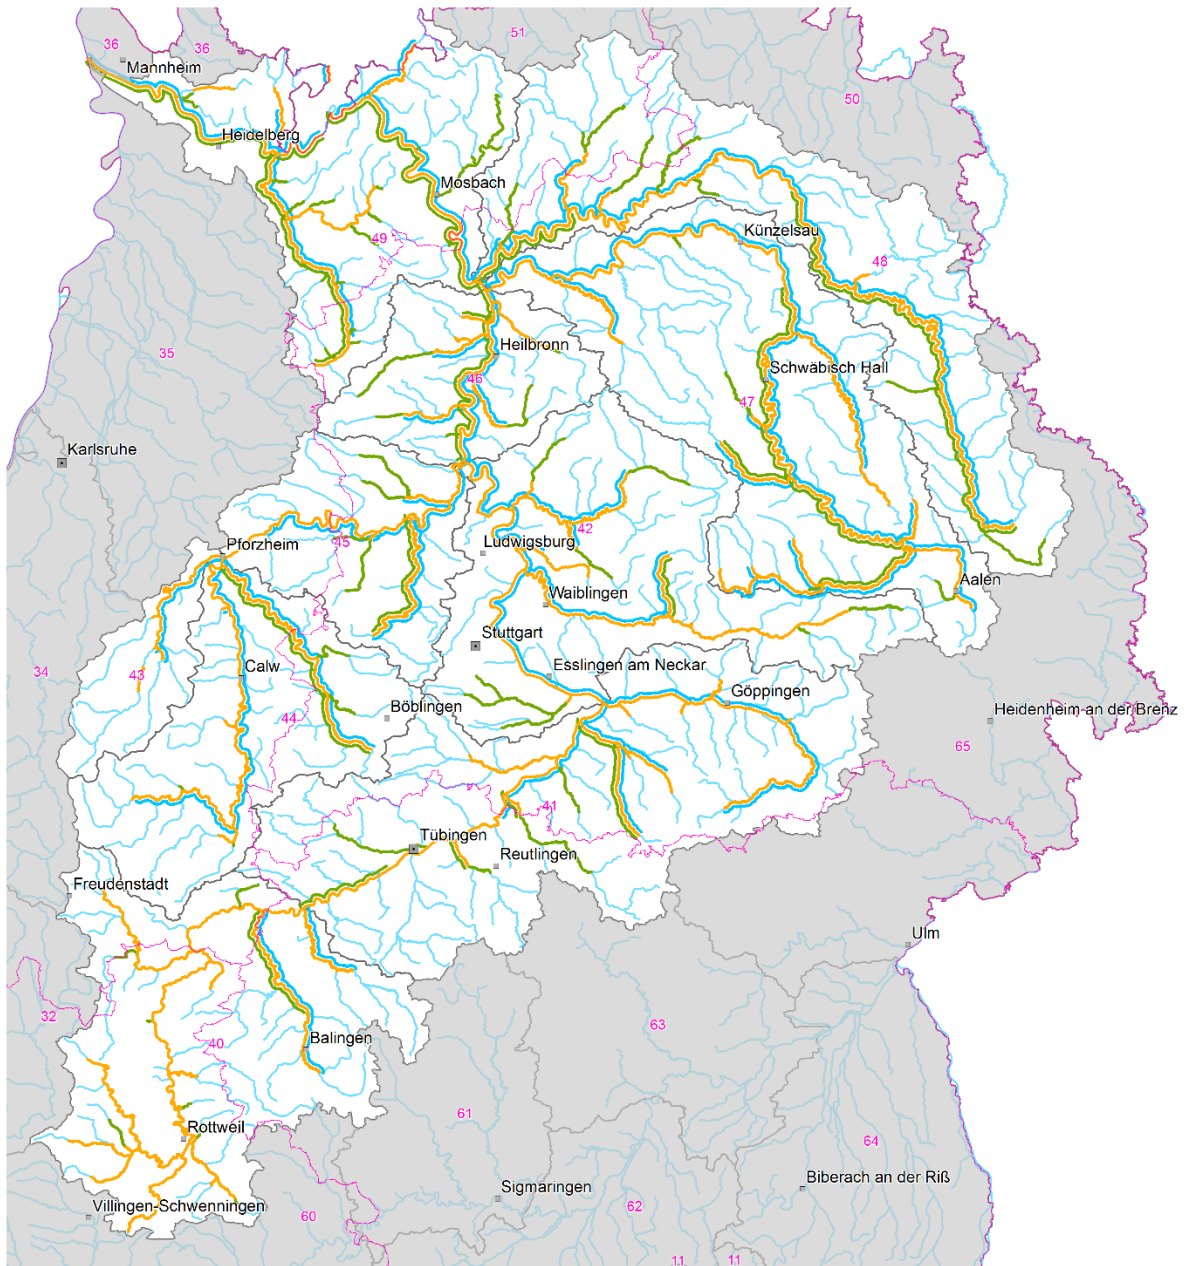 51
36
36
Mannheim
50
Heidelberg
Mosbach
Künzelsau
49
48
Heilbronn
35
Schwäbisch Hall
46
47
Karlsruhe
42
Ludwigsburg
45
Pforzheim
Aalen
Waiblingen
Stuttgart
Esslingen am Neckar
Calw
34
43
Göppingen
Böblingen
44
Heidenheim an der Brenz
65
41
Tübingen
Reutlingen
Freudenstadt
Ulm
32
63
40
Balingen
61
Rottweil
64
Biberach an der Riß
Sigmaringen
Villingen-Schwenningen
62
60
11
11